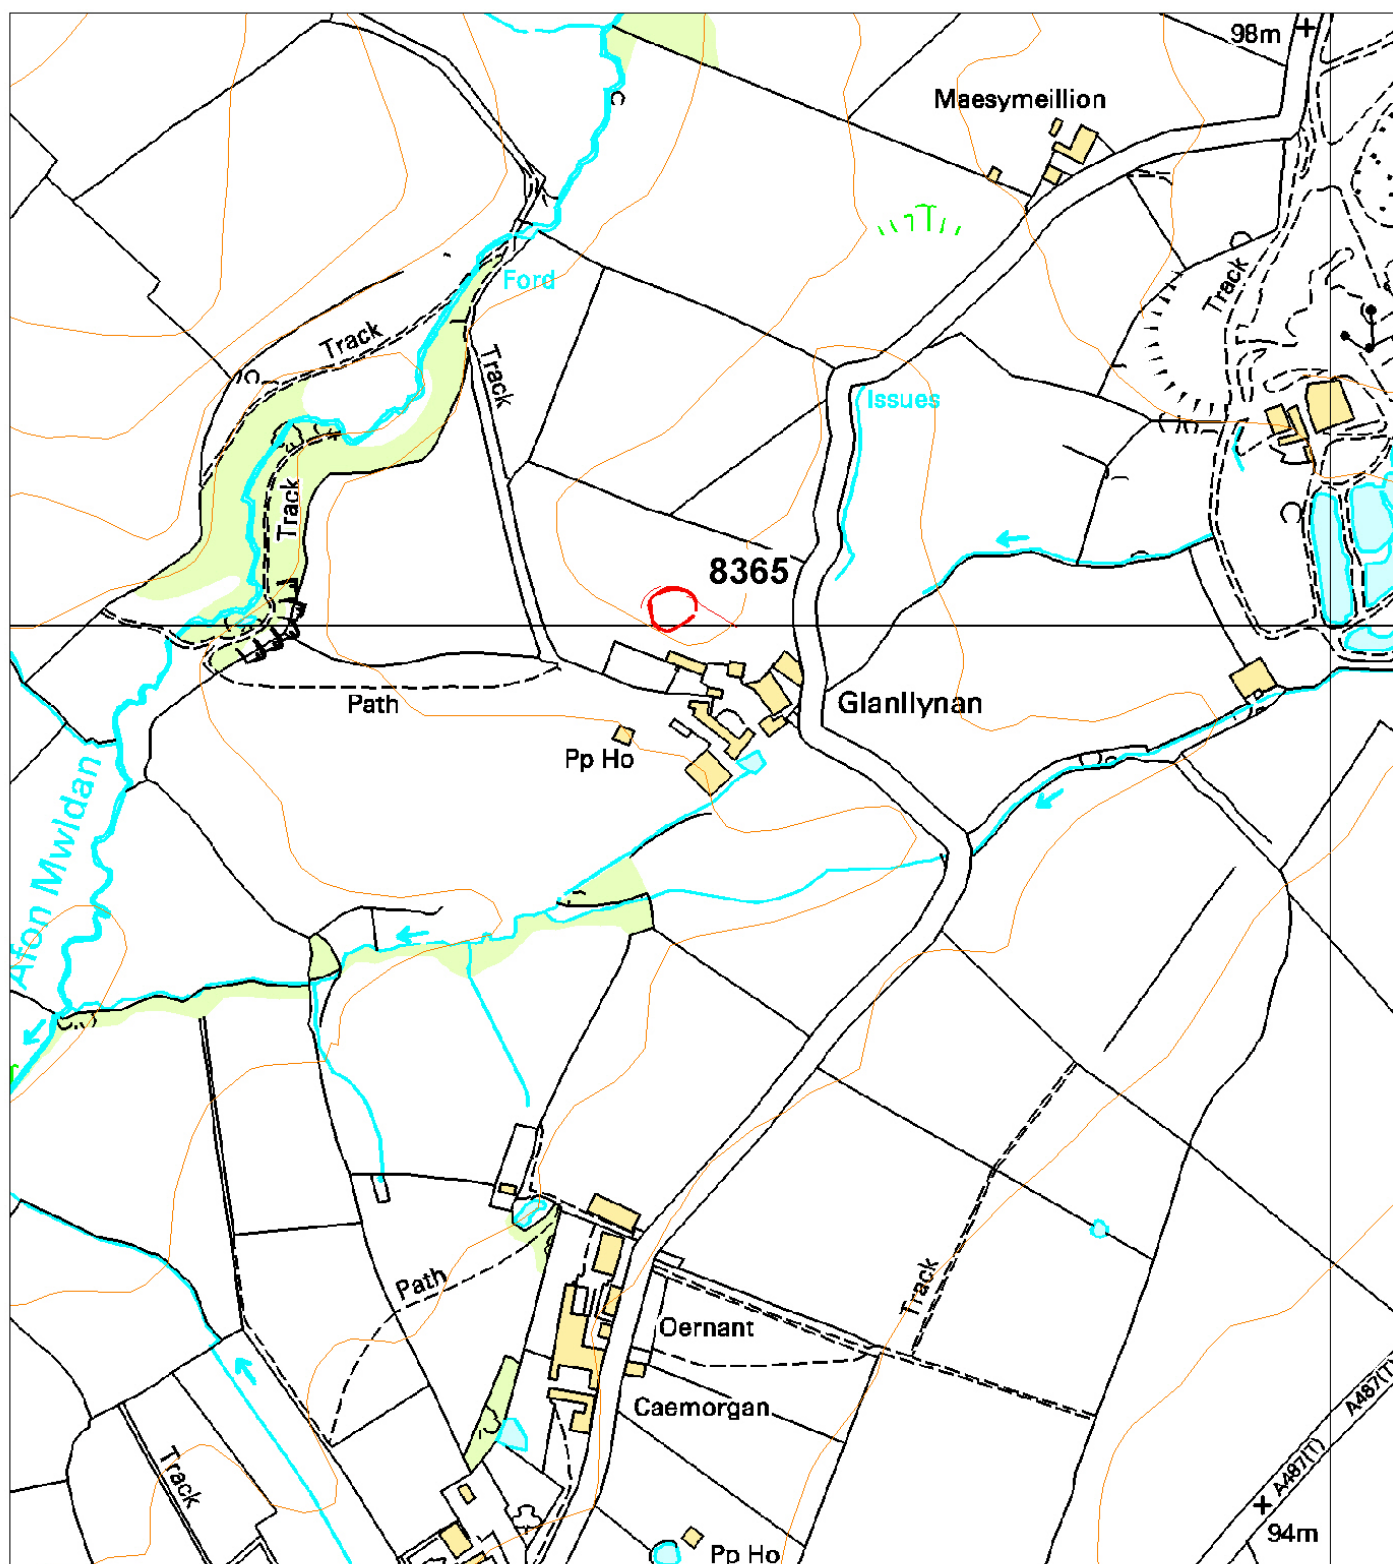 98m
Maesymeillion
Ford
Track
Track
Track
Issues
Track
8365
Path
Glanllynan
Pp Ho
Afon Mwldan
Path
Track
Oernant
Caemorgan
A487(T)
A487(T)
Track
94m
Pp Ho